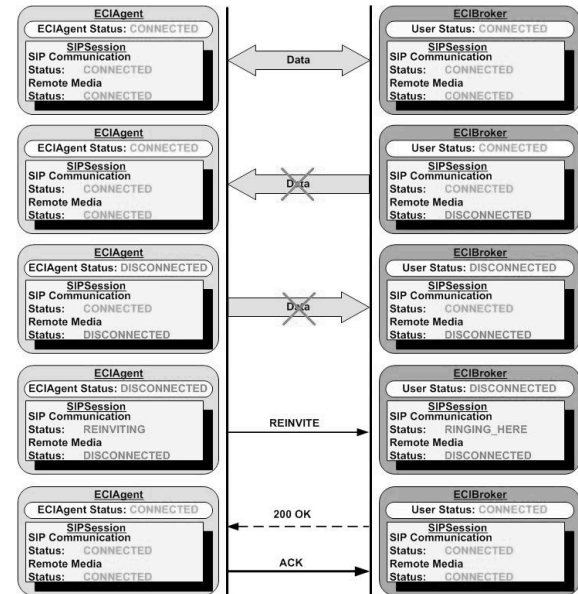 ECIAgent
ECIAgent Status: CONNECTED
SIPSession
SIP Communication
Status: CONNECTED
Remote Media
Status: CONNECTED
Data
ECIBroker
User Status: CONNECTED
SIPSession
SIP Communication
Status: CONNECTED
Remote Media
Status: CONNECTED
ECIAgent
ECIAgent Status: CONNECTED
SIPSession
SIP Communication
Status: CONNECTED
Remote Media
Status: CONNECTED
Data
ECIBroker
User Status: CONNECTED
SIPSession
SIP Communication
Status: CONNECTED
Remote Media
Status: DISCONNECTED
ECIAgent
ECIAgent Status: DISCONNECTED
SIPSession
SIP Communication
Status: CONNECTED
Remote Media
Status: DISCONNECTED
Data
ECIBroker
User Status: DISCONNECTED
SIPSession
SIP Communication
Status: CONNECTED
Remote Media
Status: DISCONNECTED
ECIAgent
ECIAgent Status: DISCONNECTED
SIPSession
SIP Communication
Status: REINVITING
Remote Media
Status: DISCONNECTED
REINVITE
ECIBroker
User Status: DISCONNECTED
SIPSession
SIP Communication
Status: RINGING_HERE
Remote Media
Status: DISCONNECTED
ECIAgent
ECIAgent Status: CONNECTED
SIPSession
SIP Communication
Status: CONNECTED
Remote Media
Status: CONNECTED
200 OK
ACK
ECIBroker
User Status: CONNECTED
SIPSession
SIP Communication
Status: CONNECTED
Remote Media
Status: CONNECTED